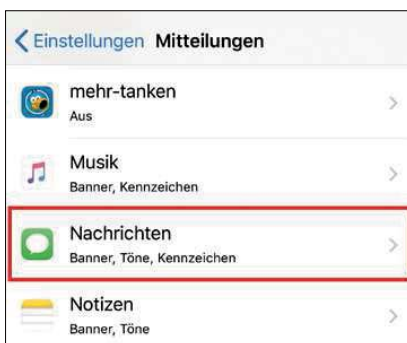 Einstellungen Mitteilungen
mehr-tanken
Aus
Musik
Banner, Kennzeichen
Nachrichten
Banner, Töne, Kennzeichen
Notizen
Banner, Töne